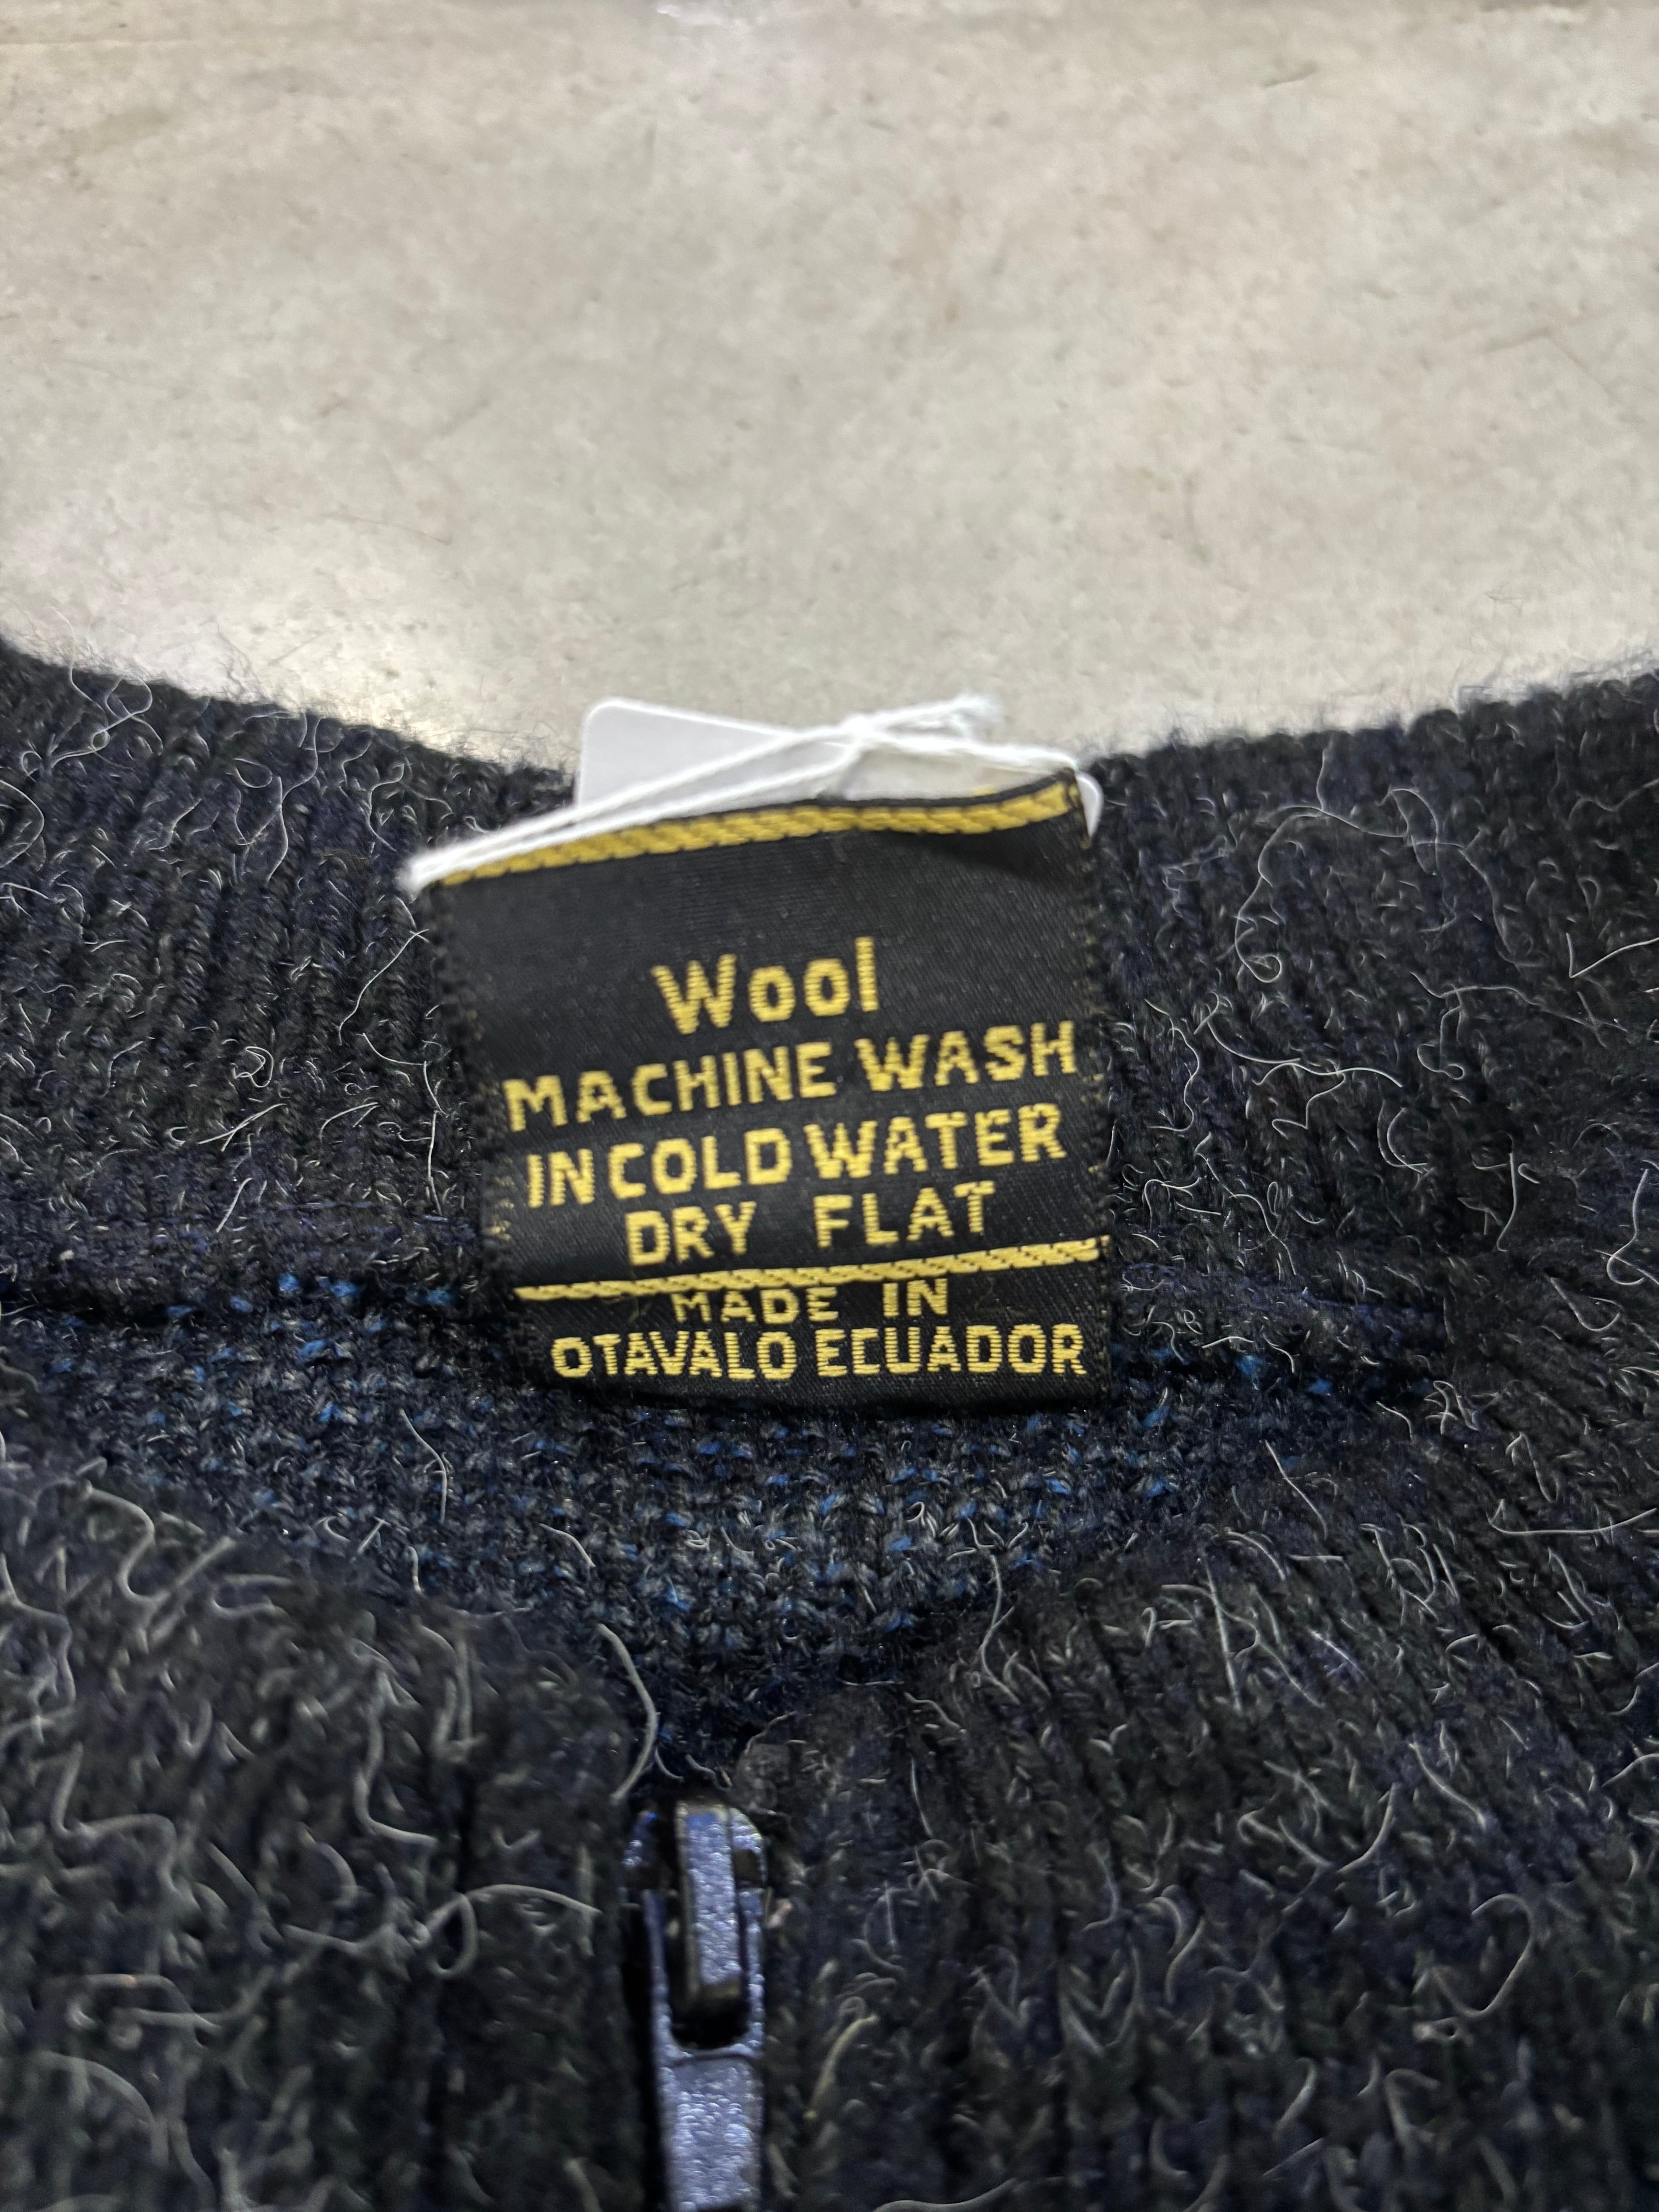 Wool
MACHINE WASH
IN COLD WATER
DRY FLAT
MADE IN
OTAVALO ECUADOR